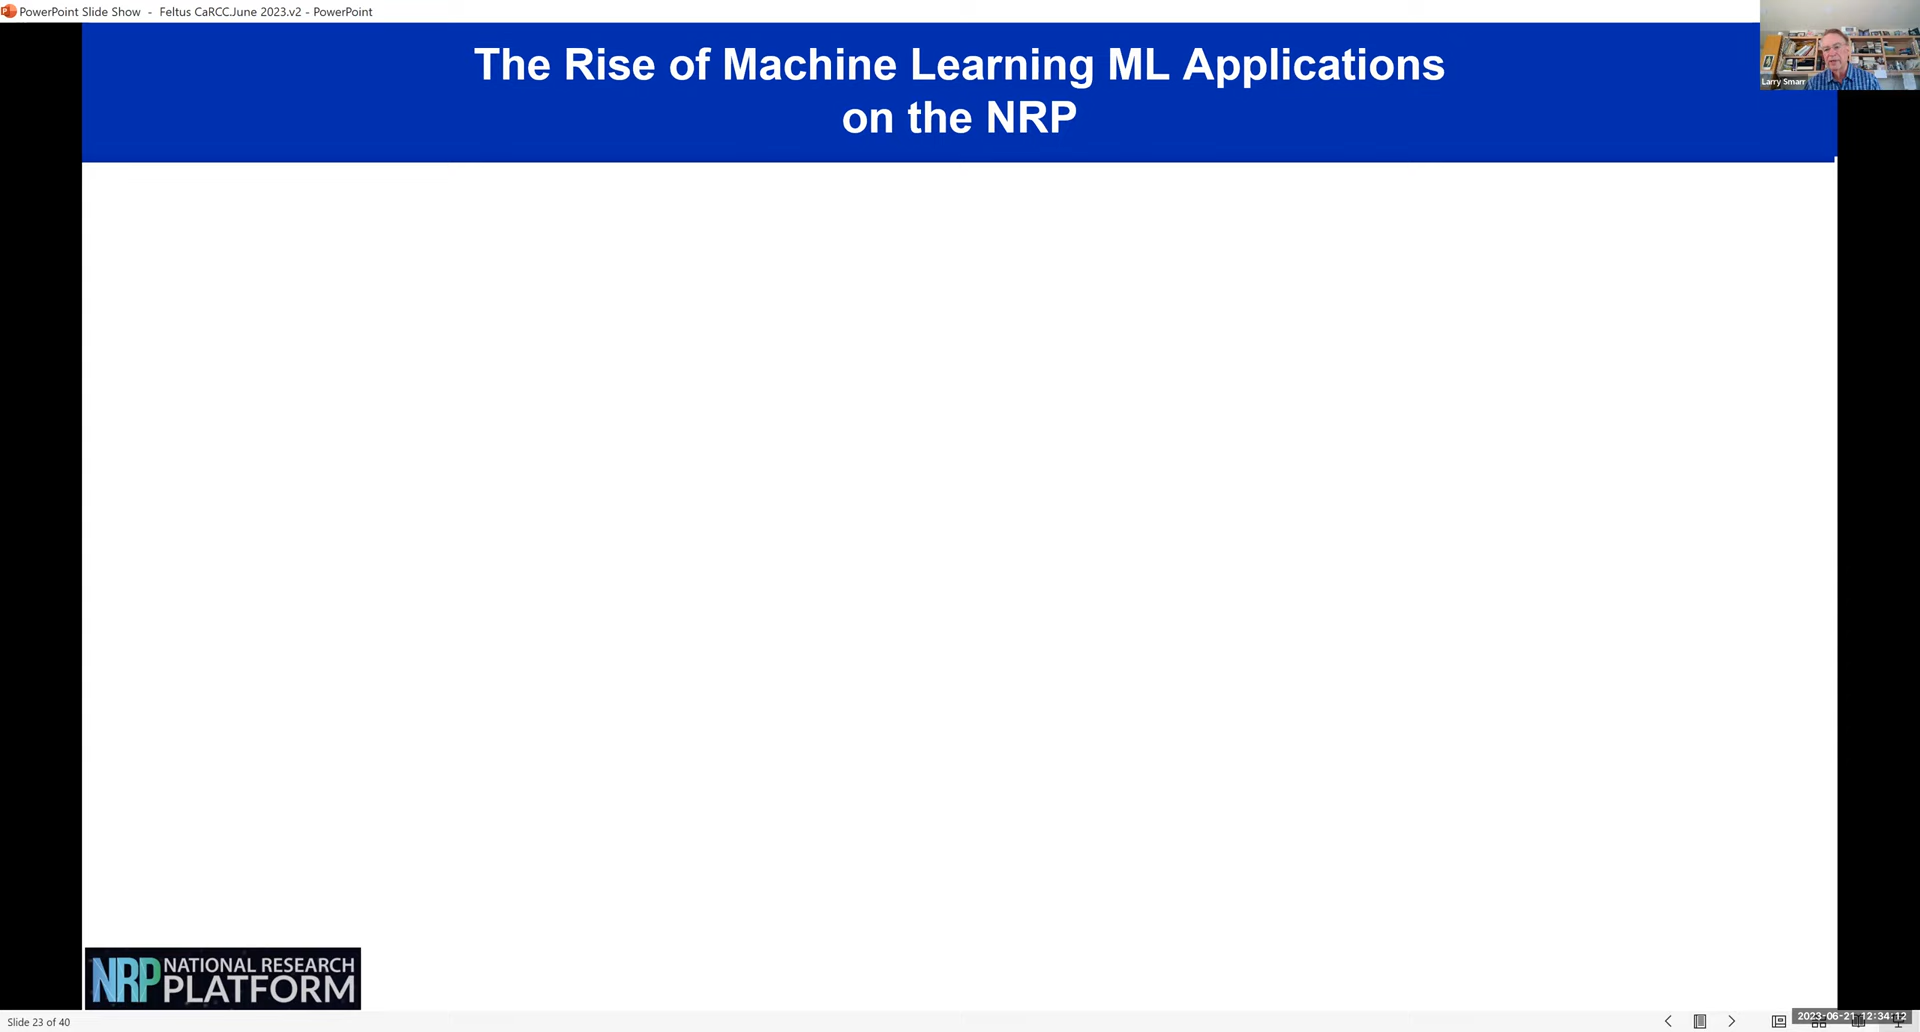 PowerPoint Slide Show - Feltus CaRCC.June 2023.v2 - PowerPoint
The Rise of Machine Learning ML Applications
on the NRP
Larry Smarr
NRP NATIONAL RESEARCH
PLATFORM
Slide 23 of 40
2023-06-21 12:34:12